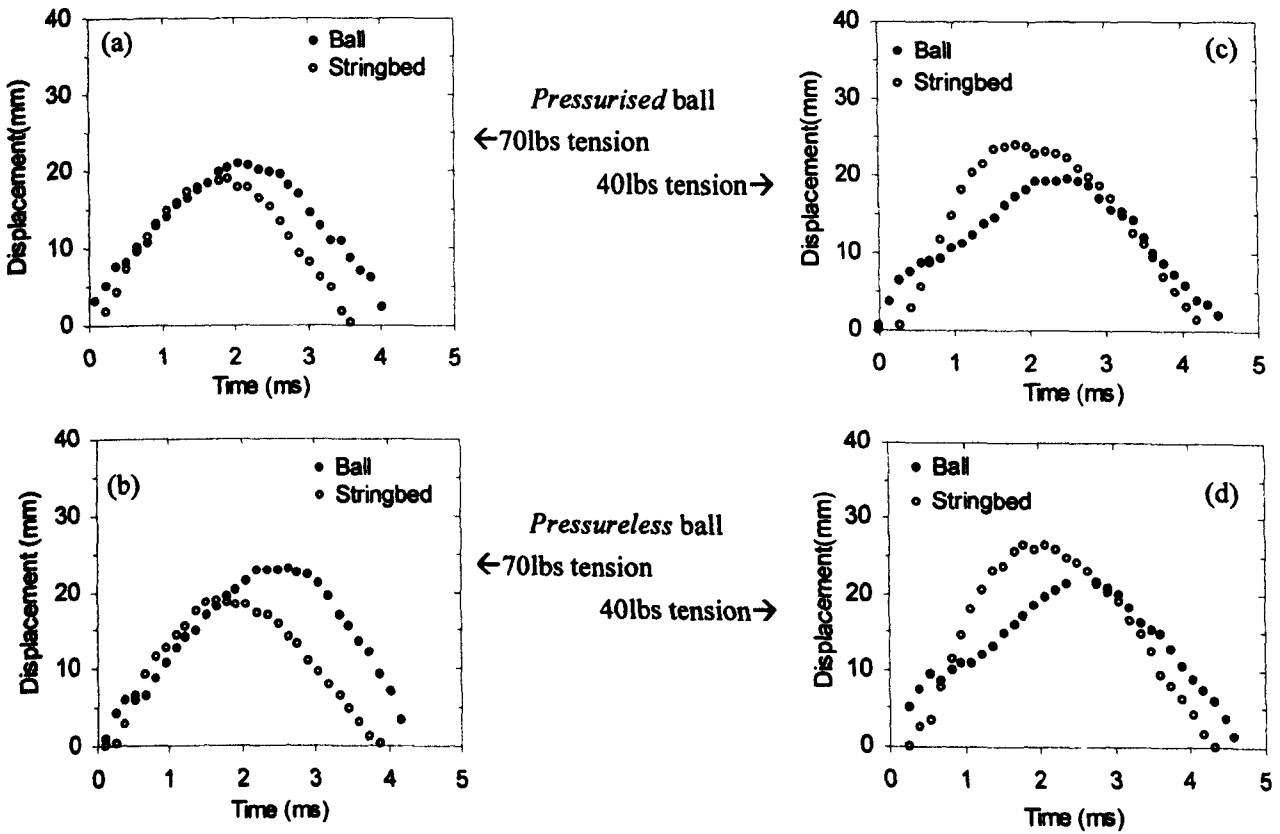 (a)
● Ball
○ Stringbed
40
30
20
10
0
Displacement(mm)
0 1 2 3 4 5
Time (ms)
Pressurised ball
←70lbs tension
40lbs tension→
(c)
● Ball
○ Stringbed
40
30
20
10
0
Displacement(mm)
0 1 2 3 4 5
Time (ms)
(b)
● Ball
○ Stringbed
40
30
20
10
0
Displacement (mm)
0 1 2 3 4 5
Time (ms)
Pressureless ball
←70lbs tension
40lbs tension→
(d)
● Ball
○ Stringbed
40
30
20
10
0
Displacement(mm)
0 1 2 3 4 5
Time (ms)